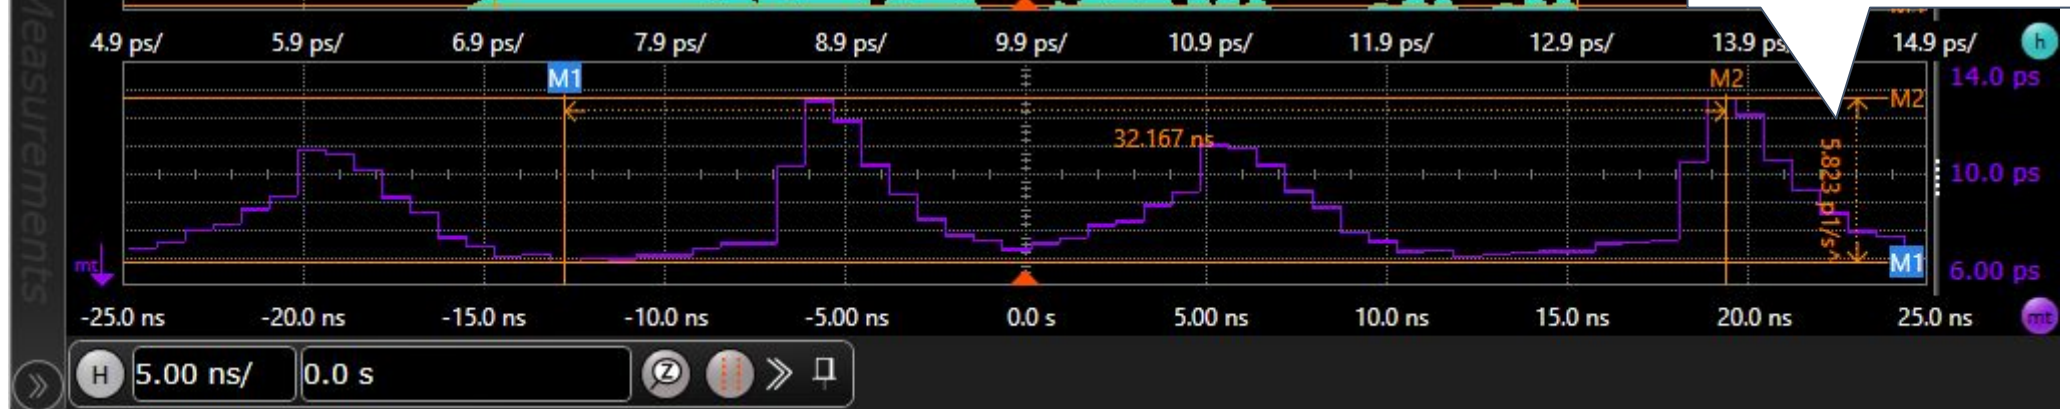 4.9 ps/ 5.9 ps/ 6.9 ps/ 7.9 ps/ 8.9 ps/ 9.9 ps/ 10.9 ps/ 11.9 ps/ 12.9 ps/ 13.9 ps/ 14.9 ps/ h
M1 M2 14.0 ps
M2
32.167 ns
5.823 p1/s^
10.0 ps
Measurements
mt M1 6.00 ps
-25.0 ns -20.0 ns -15.0 ns -10.0 ns -5.00 ns 0.0 s 5.00 ns 10.0 ns 15.0 ns 20.0 ns 25.0 ns mt
H 5.00 ns/ 0.0 s Z